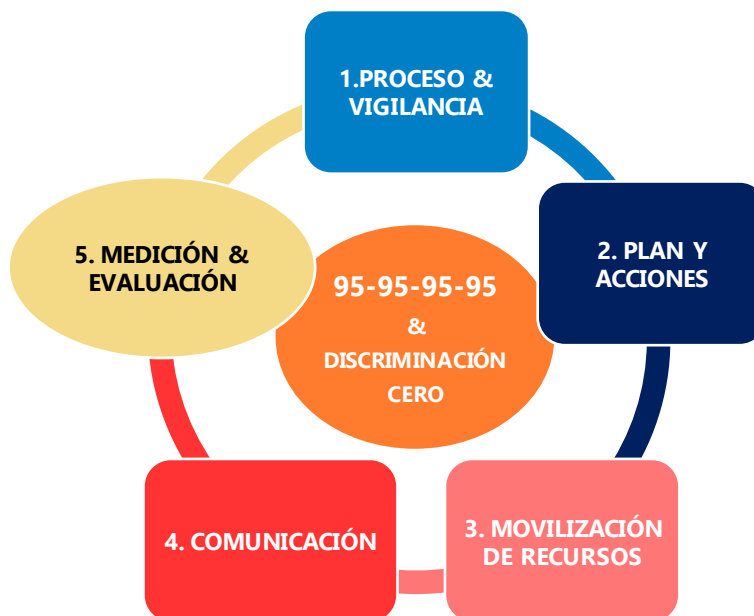 1.PROCESO &
VIGILANCIA
2. PLAN Y
ACCIONES
3. MOVILIZACIÓN
DE RECURSOS
4. COMUNICACIÓN
5. MEDICIÓN &
EVALUACIÓN
95-95-95-95
&
DISCRIMINACIÓN
CERO